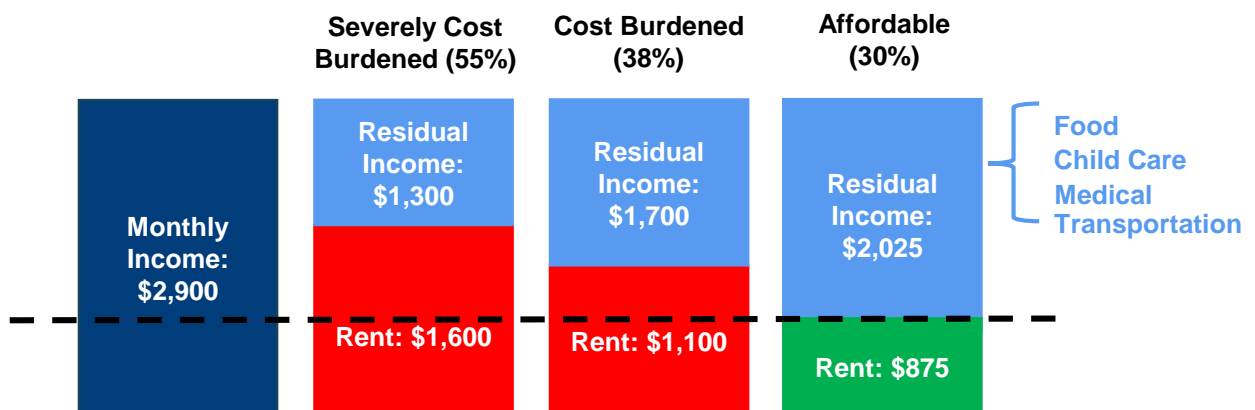 Severely Cost
Burdened (55%)
Cost Burdened
(38%)
Affordable
(30%)
Monthly
Income:
$2,900
Residual
Income:
$1,300
Rent: $1,600
Residual
Income:
$1,700
Rent: $1,100
Residual
Income:
$2,025
Rent: $875
Food
Child Care
Medical
Transportation